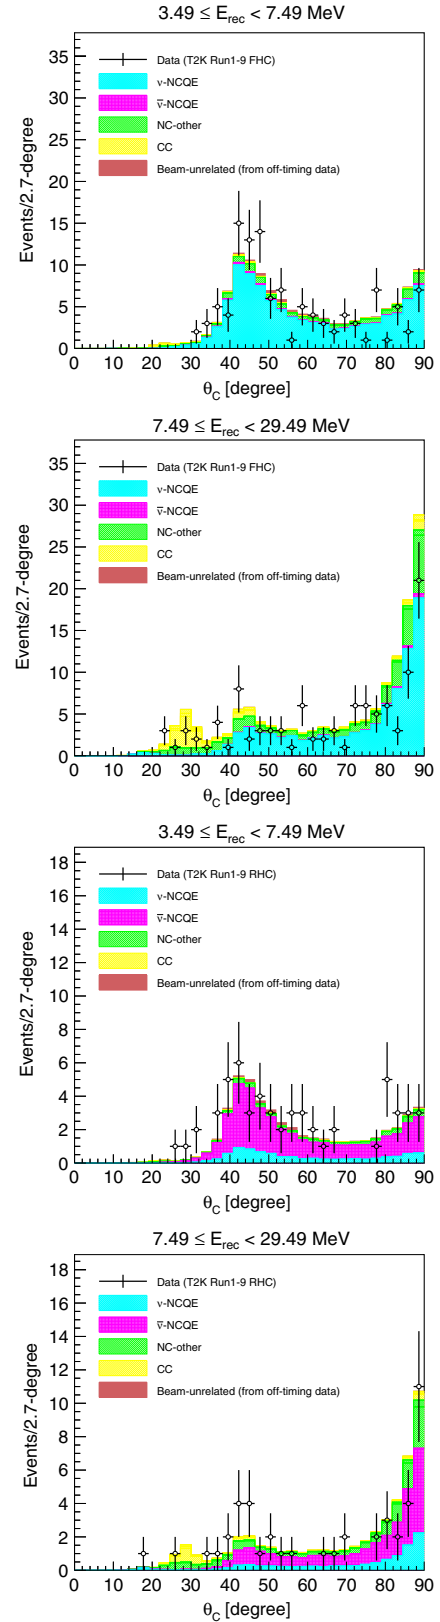 3.49 ≤ E_rec < 7.49 MeV
Events/2.7-degree
35
30
25
20
15
10
5
0
Data (T2K Run1-9 FHC)
ν-NCQE
ν̅-NCQE
NC-other
CC
Beam-unrelated (from off-timing data)
0 10 20 30 40 50 60 70 80 90
θ_C [degree]
7.49 ≤ E_rec < 29.49 MeV
Events/2.7-degree
35
30
25
20
15
10
5
0
Data (T2K Run1-9 FHC)
ν-NCQE
ν̅-NCQE
NC-other
CC
Beam-unrelated (from off-timing data)
0 10 20 30 40 50 60 70 80 90
θ_C [degree]
3.49 ≤ E_rec < 7.49 MeV
Events/2.7-degree
18
16
14
12
10
8
6
4
2
0
Data (T2K Run1-9 RHC)
ν-NCQE
ν̅-NCQE
NC-other
CC
Beam-unrelated (from off-timing data)
0 10 20 30 40 50 60 70 80 90
θ_C [degree]
7.49 ≤ E_rec < 29.49 MeV
Events/2.7-degree
18
16
14
12
10
8
6
4
2
0
Data (T2K Run1-9 RHC)
ν-NCQE
ν̅-NCQE
NC-other
CC
Beam-unrelated (from off-timing data)
0 10 20 30 40 50 60 70 80 90
θ_C [degree]